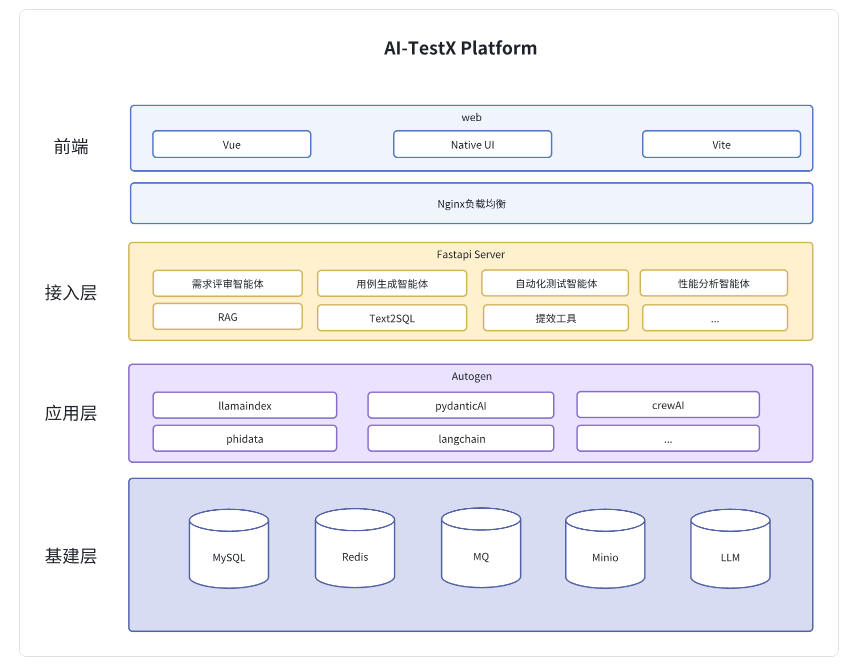 AI-TestX Platform
前端
web
Vue
Native UI
Vite
Nginx负载均衡
接入层
Fastapi Server
需求评审智能体
用例生成智能体
自动化测试智能体
性能分析智能体
RAG
Text2SQL
提效工具
...
应用层
Autogen
llamaindex
pydanticAI
crewAI
phidata
langchain
...
基建层
MySQL
Redis
MQ
Minio
LLM